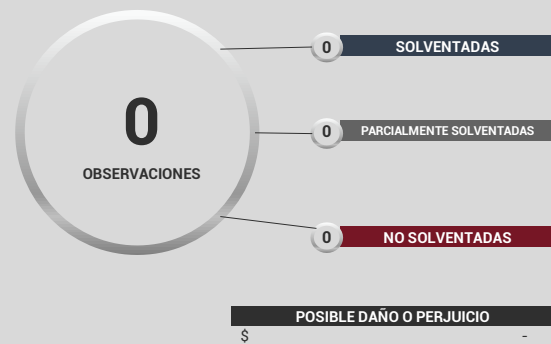 0
OBSERVACIONES
0 SOLVENTADAS
0 PARCIALMENTE SOLVENTADAS
0 NO SOLVENTADAS
POSIBLE DAÑO O PERJUICIO
$ -